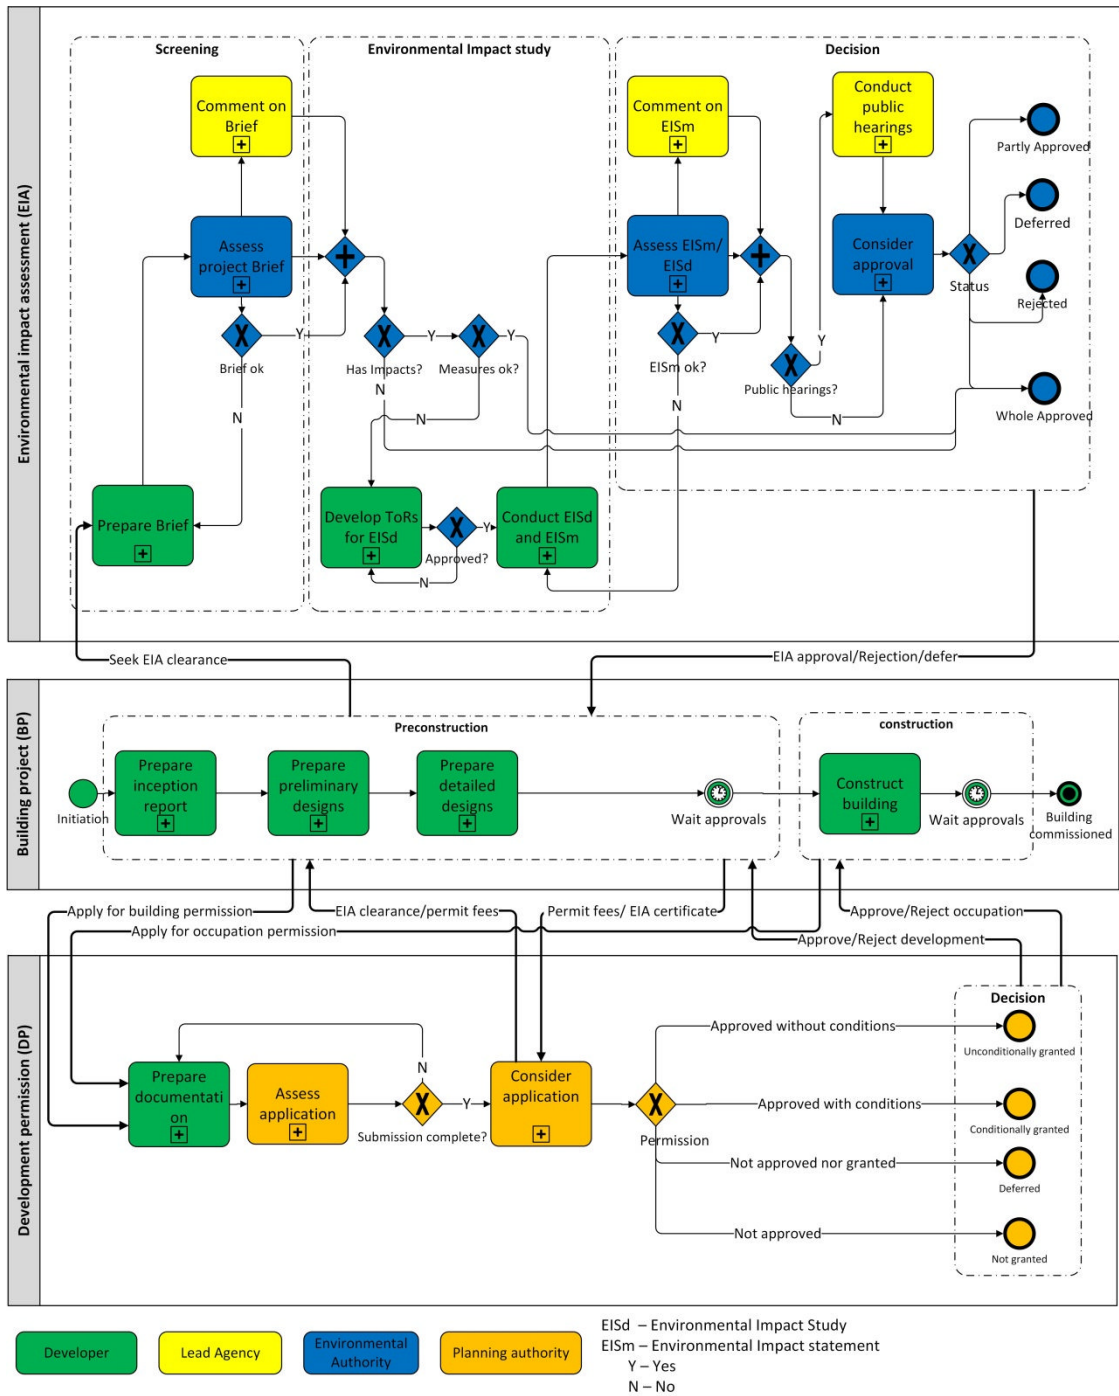 Environmental impact assessment (EIA)
Screening
Environmental Impact study
Decision
Comment on
Brief
Comment on
EISm
Conduct
public
hearings
Partly Approved
Assess
project Brief
Assess EISm/
EISd
Consider
approval
Deferred
Status
Rejected
Y
Brief ok
Y
Has Impacts?
Y
Measures ok?
Y
EISm ok?
Y
Public hearings?
Whole Approved
N
N
N
N
N
Prepare Brief
Develop ToRs
for EISd
Y
Approved?
N
Conduct EISd
and EISm
Seek EIA clearance
EIA approval/Rejection/defer
Building project (BP)
Preconstruction
construction
Initiation
Prepare
inception
report
Prepare
preliminary
designs
Prepare
detailed
designs
Wait approvals
Construct
building
Wait approvals
Building
commissioned
Apply for building permission
EIA clearance/permit fees
Permit fees/ EIA certificate
Approve/Reject occupation
Apply for occupation permission
Approve/Reject development
Development permission (DP)
Decision
Approved without conditions
Unconditionally granted
N
Prepare
documentati
on
Assess
application
Y
Submission complete?
Consider
application
Permission
Approved with conditions
Conditionally granted
Not approved nor granted
Deferred
Not approved
Not granted
Developer
Lead Agency
Environmental
Authority
Planning authority
EISd – Environmental Impact Study
EISm – Environmental Impact statement
Y – Yes
N – No